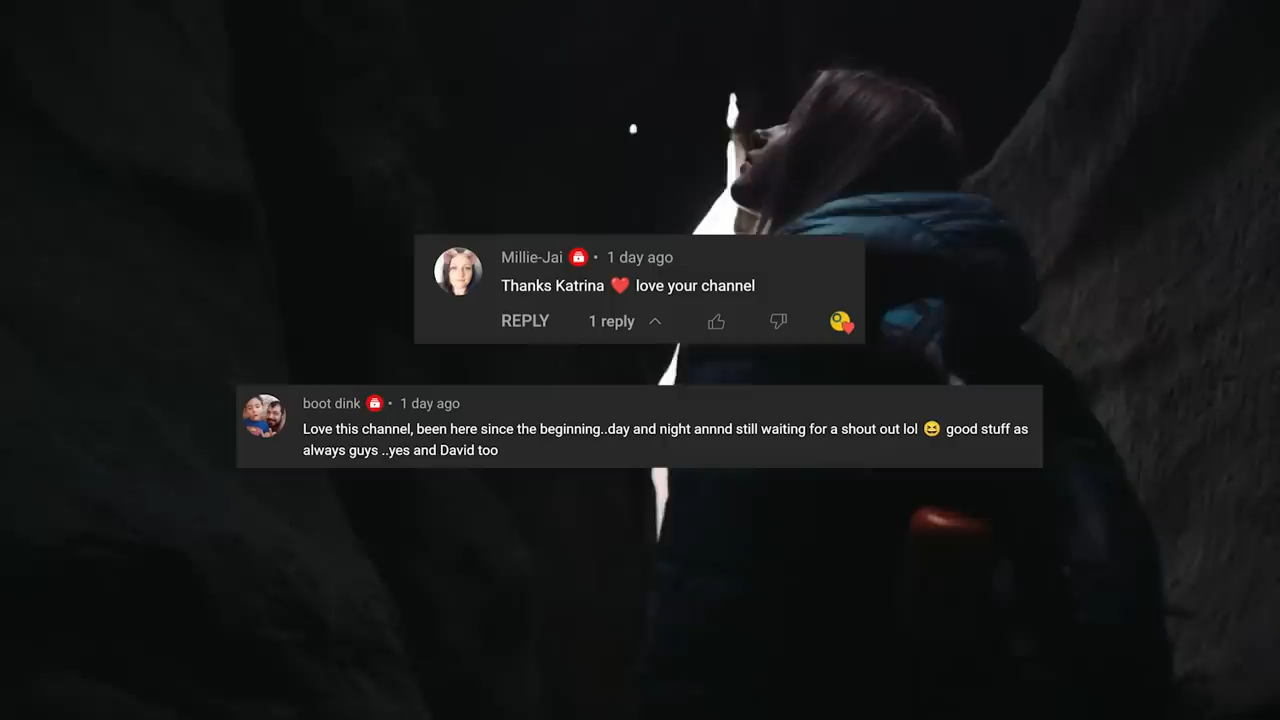 Millie-Jai • 1 day ago
Thanks Katrina ❤️ love your channel
REPLY 1 reply
boot dink • 1 day ago
Love this channel, been here since the beginning..day and night annnd still waiting for a shout out lol 😆 good stuff as
always guys ..yes and David too